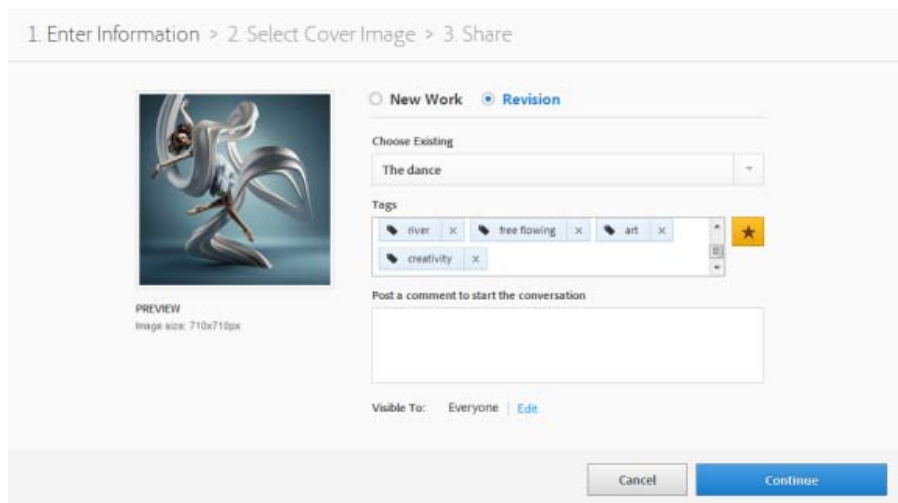 1. Enter Information > 2. Select Cover Image > 3. Share
New Work Revision
Choose Existing
The dance
Tags
river x free flowing x art x
creativity x
Post a comment to start the conversation
PREVIEW
Image size: 710x710px
Visible To: Everyone | Edit
Cancel Continue